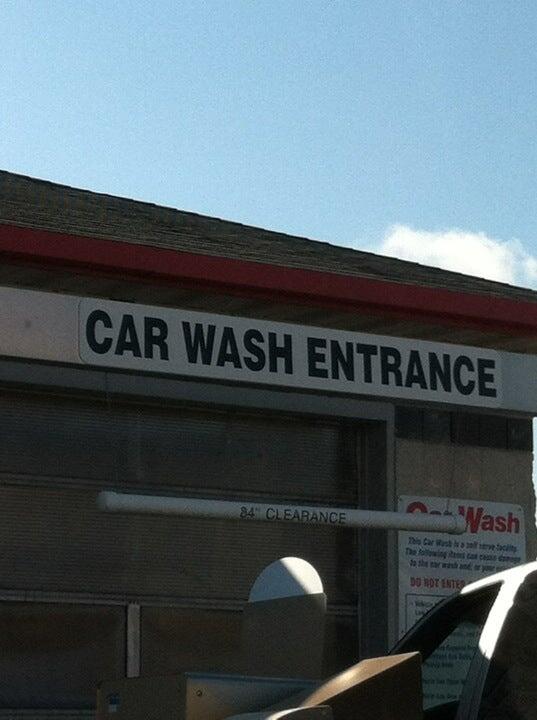 CAR WASH ENTRANCE
84" CLEARANCE
Car Wash
This Car Wash is a self serve facility.
The following items can cause damage
to the car wash and/or your
DO NOT ENTER